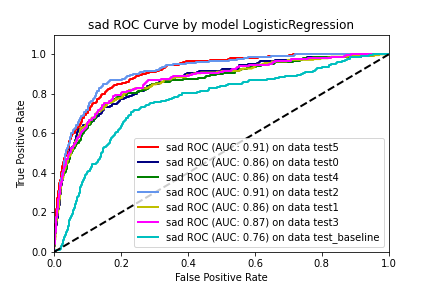 sad ROC Curve by model LogisticRegression
True Positive Rate
1.0
0.8
0.6
0.4
0.2
0.0
sad ROC (AUC: 0.91) on data test5
sad ROC (AUC: 0.86) on data test0
sad ROC (AUC: 0.86) on data test4
sad ROC (AUC: 0.91) on data test2
sad ROC (AUC: 0.86) on data test1
sad ROC (AUC: 0.87) on data test3
sad ROC (AUC: 0.76) on data test_baseline
0.0 0.2 0.4 0.6 0.8 1.0
False Positive Rate